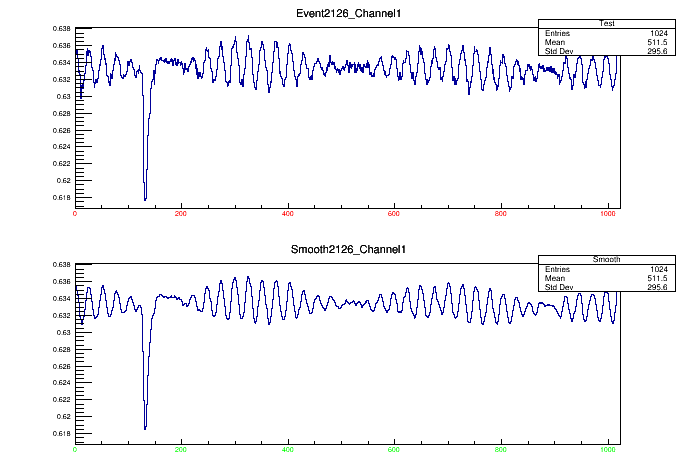 Event2126_Channel1
Test
Entries 1024
Mean 511.5
Std Dev 295.6
0.638
0.636
0.634
0.632
0.63
0.628
0.626
0.624
0.622
0.62
0.618
0 200 400 600 800 1000
Smooth2126_Channel1
Smooth
Entries 1024
Mean 511.5
Std Dev 295.6
0.638
0.636
0.634
0.632
0.63
0.628
0.626
0.624
0.622
0.62
0.618
0 200 400 600 800 1000